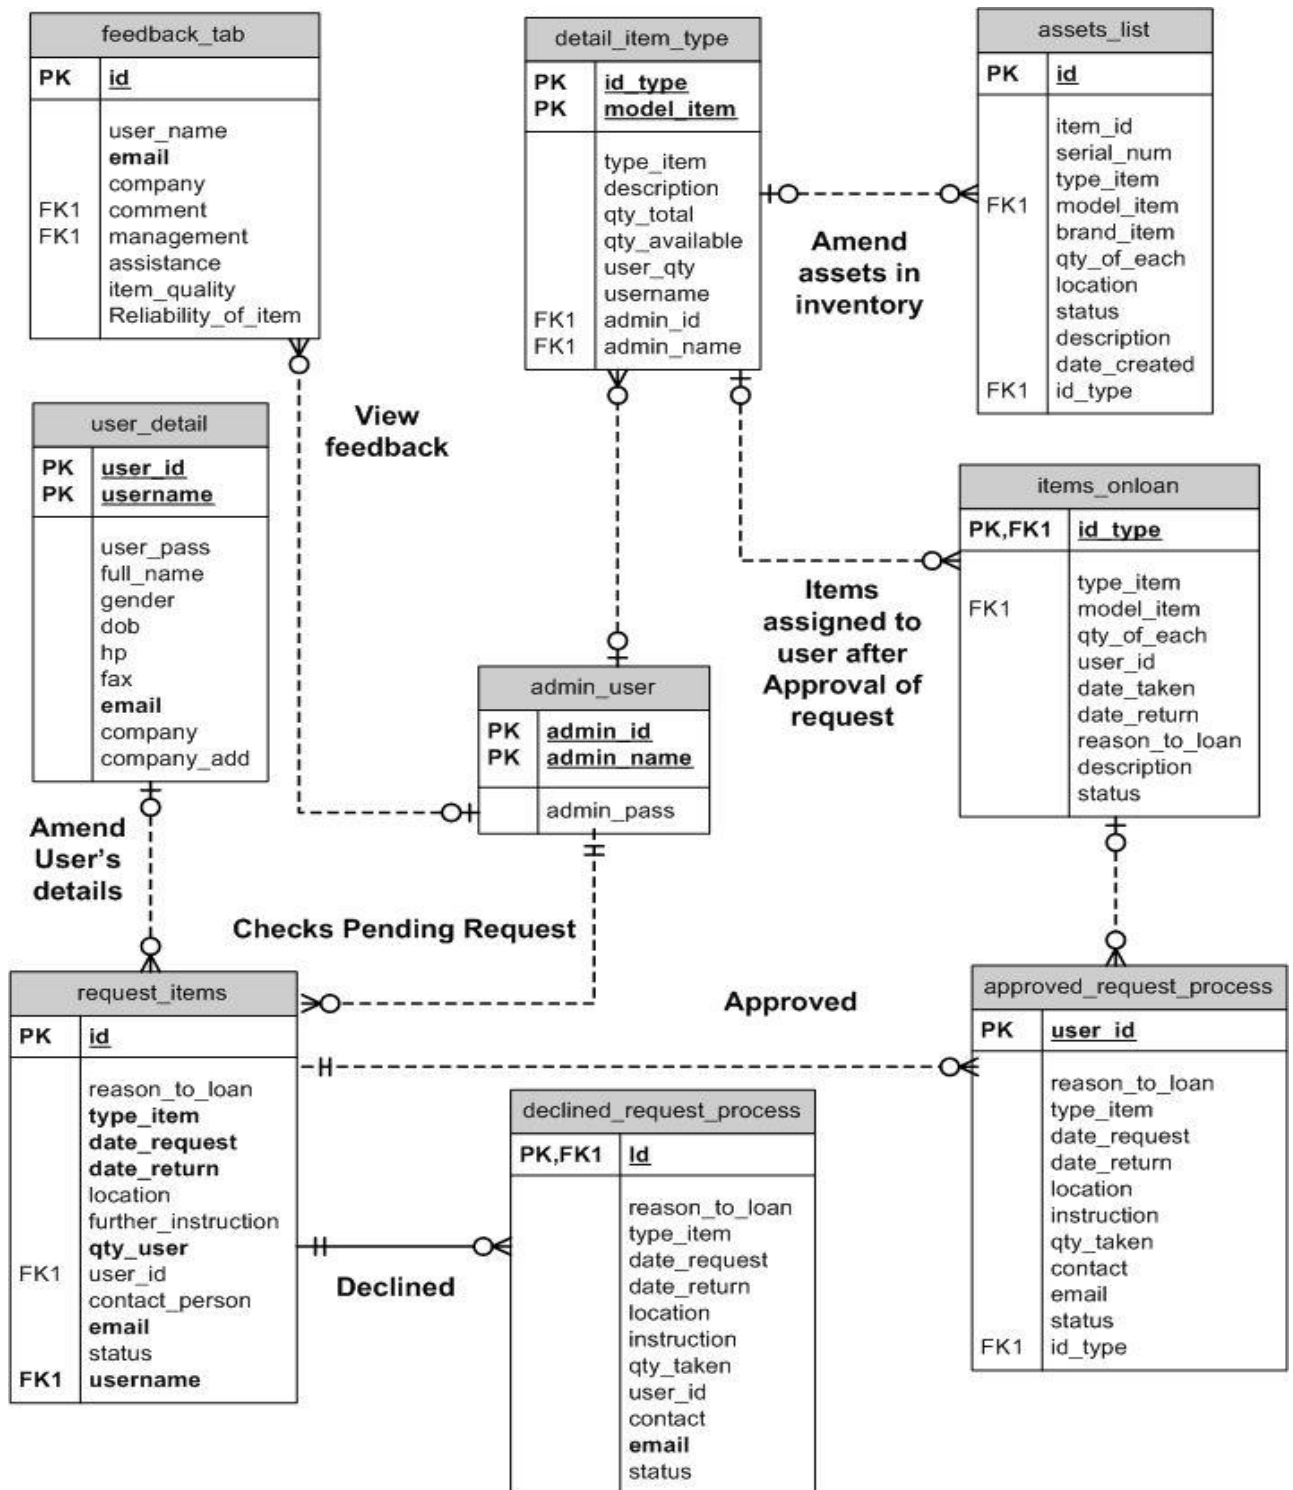 feedback_tab
PK id
user_name
email
company
FK1 comment
FK1 management
assistance
item_quality
Reliability_of_item
detail_item_type
PK id_type
PK model_item
type_item
description
qty_total
qty_available
user_qty
username
FK1 admin_id
FK1 admin_name
assets_list
PK id
item_id
serial_num
type_item
FK1 model_item
brand_item
qty_of_each
location
status
description
date_created
FK1 id_type
Amend
assets in
inventory
View
feedback
user_detail
PK user_id
PK username
user_pass
full_name
gender
dob
hp
fax
email
company
company_add
items_onloan
PK,FK1 id_type
type_item
FK1 model_item
qty_of_each
user_id
date_taken
date_return
reason_to_loan
description
status
Items
assigned to
user after
Approval of
request
admin_user
PK admin_id
PK admin_name
admin_pass
Amend
User's
details
Checks Pending Request
request_items
PK id
reason_to_loan
type_item
date_request
date_return
location
further_instruction
qty_user
FK1 user_id
contact_person
email
status
FK1 username
Approved
approved_request_process
PK user_id
reason_to_loan
type_item
date_request
date_return
location
instruction
qty_taken
contact
email
status
FK1 id_type
Declined
declined_request_process
PK,FK1 Id
reason_to_loan
type_item
date_request
date_return
location
instruction
qty_taken
user_id
contact
email
status